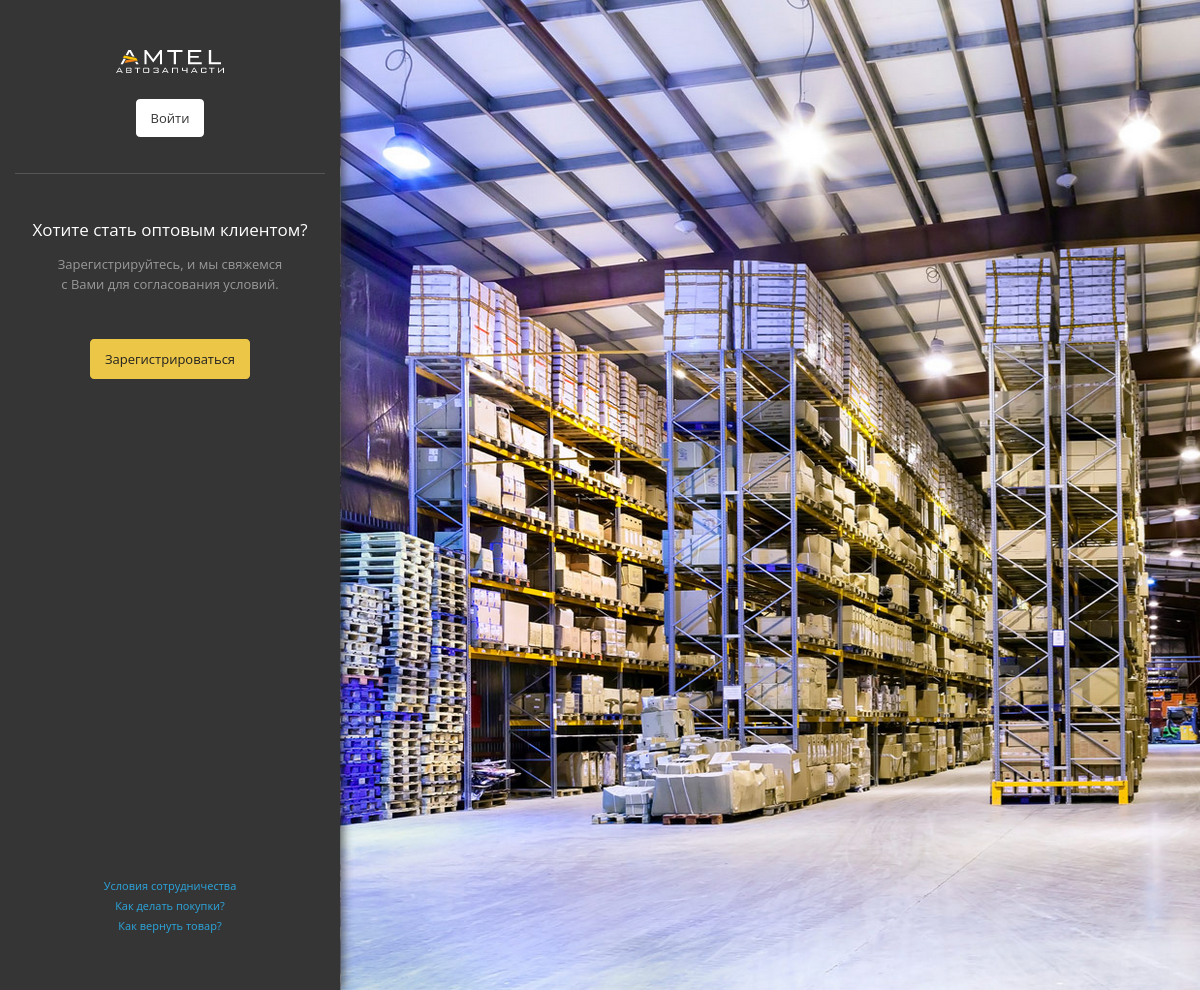 AMTEL
АВТОЗАПЧАСТИ
Войти
Хотите стать оптовым клиентом?
Зарегистрируйтесь, и мы свяжемся
с Вами для согласования условий.
Зарегистрироваться
Условия сотрудничества
Как делать покупки?
Как вернуть товар?